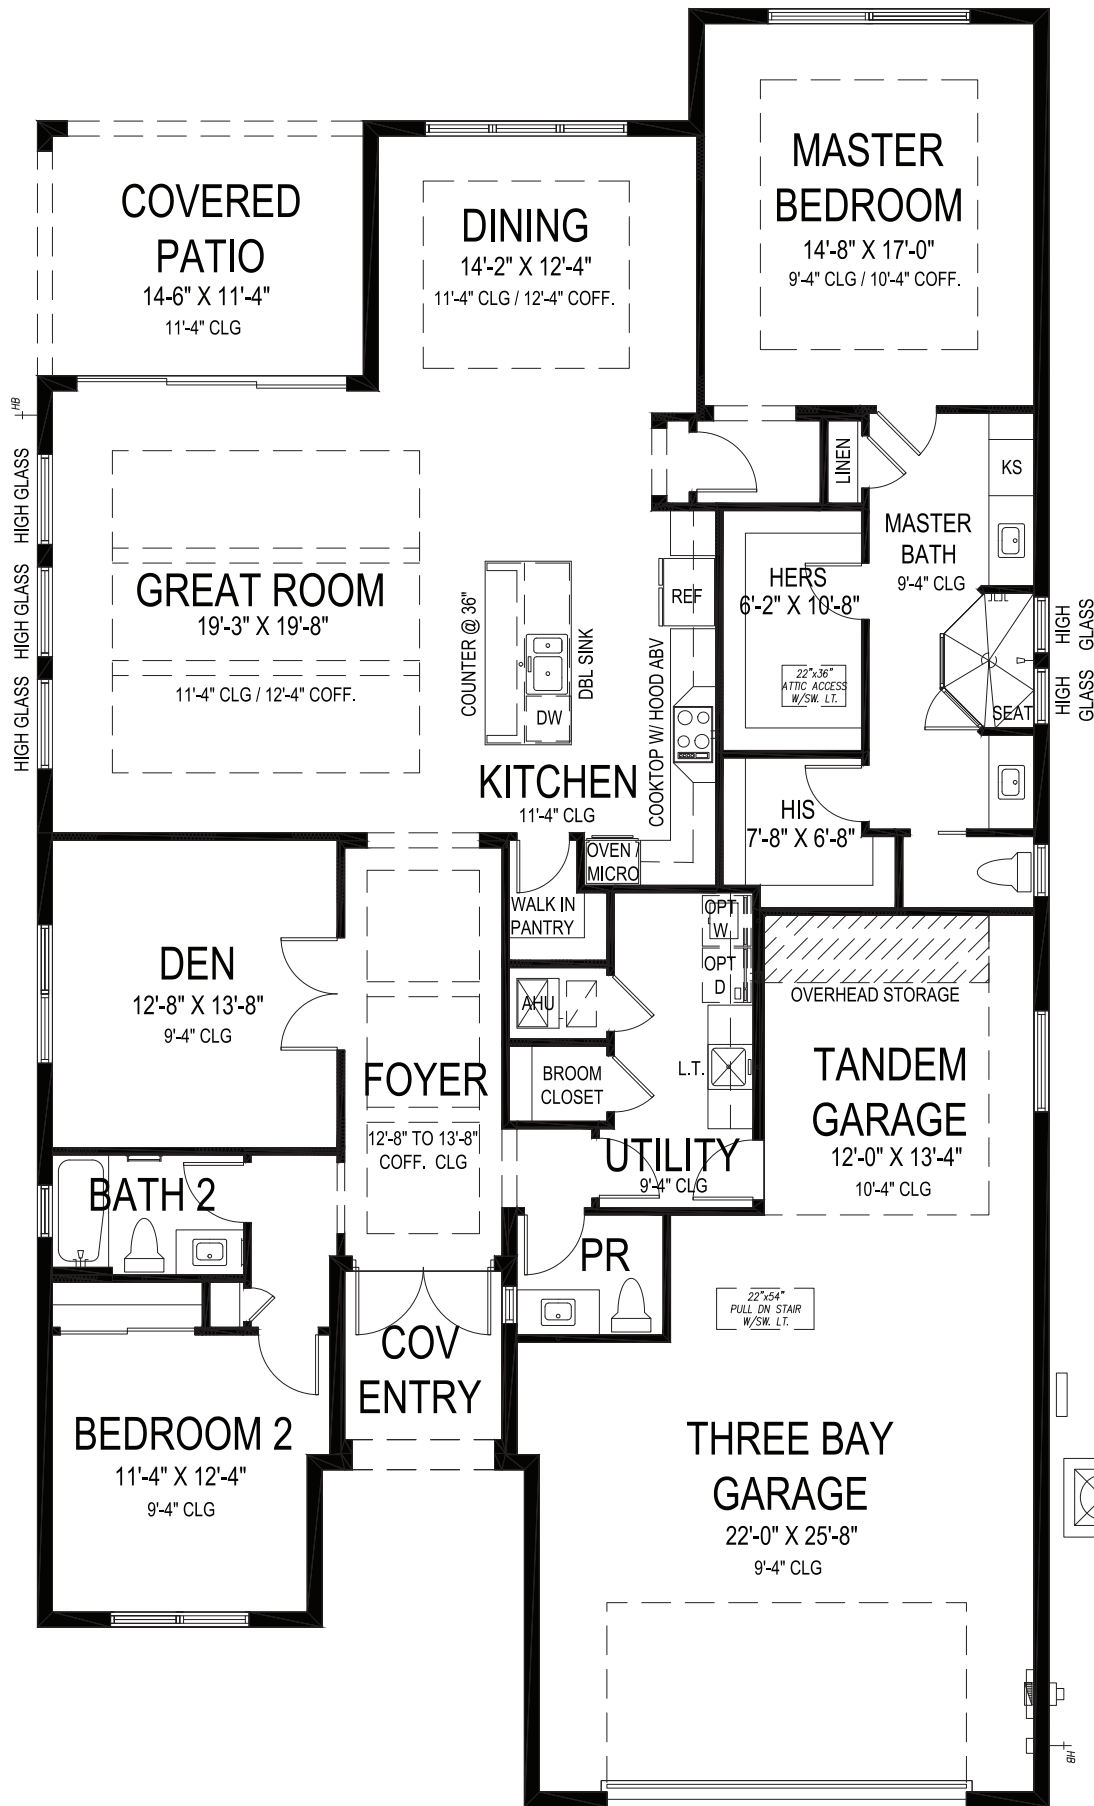 MASTER
BEDROOM
14'-8" X 17'-0"
9'-4" CLG / 10'-4" COFF.
COVERED
PATIO
14-6" X 11'-4"
11'-4" CLG
DINING
14'-2" X 12'-4"
11'-4" CLG / 12'-4" COFF.
HB
HIGH GLASS
HIGH GLASS
HIGH GLASS
GREAT ROOM
19'-3" X 19'-8"
11'-4" CLG / 12'-4" COFF.
LINEN
KS
MASTER
BATH
9'-4" CLG
HERS
6'-2" X 10'-8"
22"x36"
ATTIC ACCESS
W/SW. LT.
REF
COUNTER @ 36"
DBL SINK
DW
COOKTOP W/ HOOD ABV
SEAT
HIGH
GLASS
HIGH
GLASS
KITCHEN
11'-4" CLG
HIS
7'-8" X 6'-8"
OVEN /
MICRO
WALK IN
PANTRY
OPT
W
OPT
D
OVERHEAD STORAGE
DEN
12'-8" X 13'-8"
9'-4" CLG
AHU
FOYER
12'-8" TO 13'-8"
COFF. CLG
BROOM
CLOSET
L.T.
TANDEM
GARAGE
12'-0" X 13'-4"
10'-4" CLG
UTILITY
9'-4" CLG
BATH 2
PR
22"x54"
PULL DN STAIR
W/SW. LT.
COV
ENTRY
BEDROOM 2
11'-4" X 12'-4"
9'-4" CLG
THREE BAY
GARAGE
22'-0" X 25'-8"
9'-4" CLG
HB